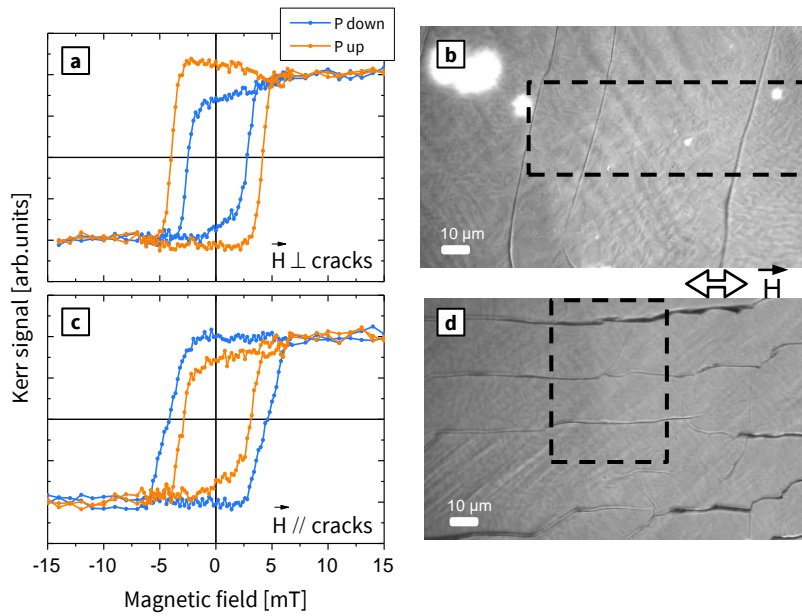 P down
P up
a
H ⊥ cracks
b
10 μm
H
c
H // cracks
d
10 μm
Kerr signal [arb.units]
-15 -10 -5 0 5 10 15
Magnetic field [mT]